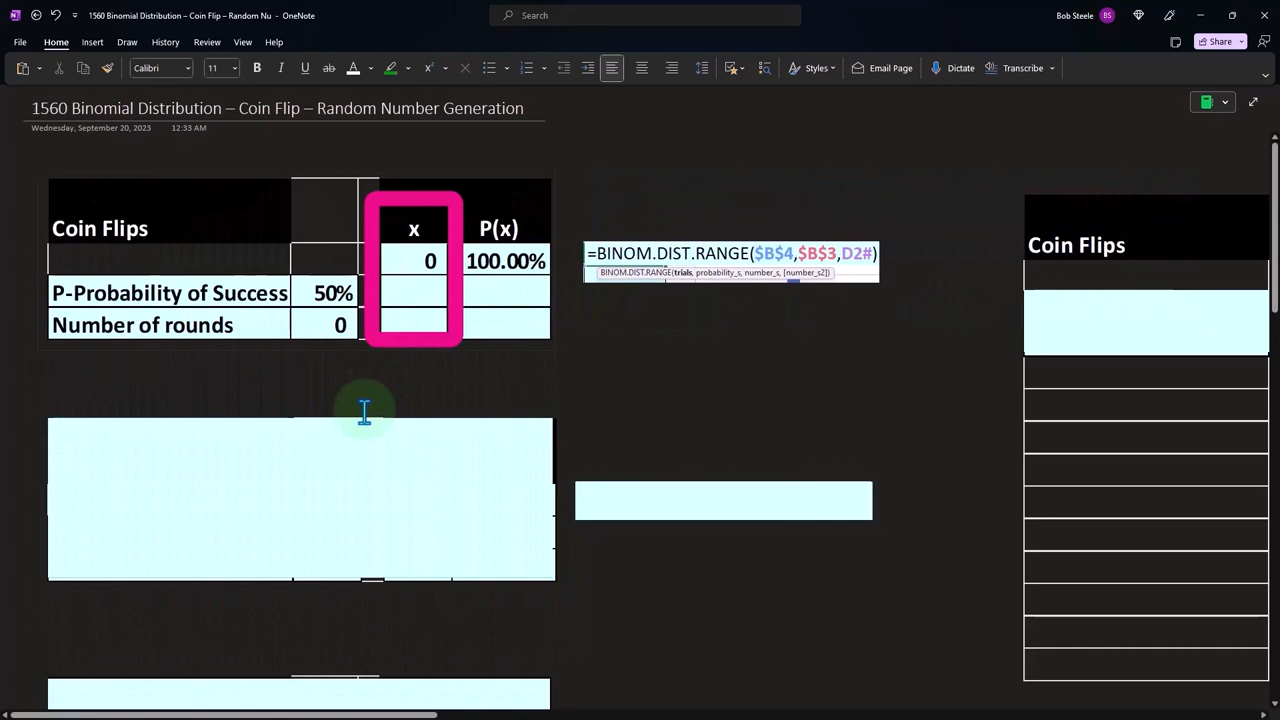 1560 Binomial Distribution – Coin Flip – Random Nu - OneNote
Search
Bob Steele BS
File Home Insert Draw History Review View Help
Share
Calibri 11 B I U ab A x Styles Email Page Dictate Transcribe
1560 Binomial Distribution – Coin Flip – Random Number Generation
Wednesday, September 20, 2023 12:33 AM
Coin Flips x P(x)
0 100.00%
P-Probability of Success 50%
Number of rounds 0
=BINOM.DIST.RANGE($B$4,$B$3,D2#)
BINOM.DIST.RANGE(trials, probability_s, number_s, [number_s2])
Coin Flips